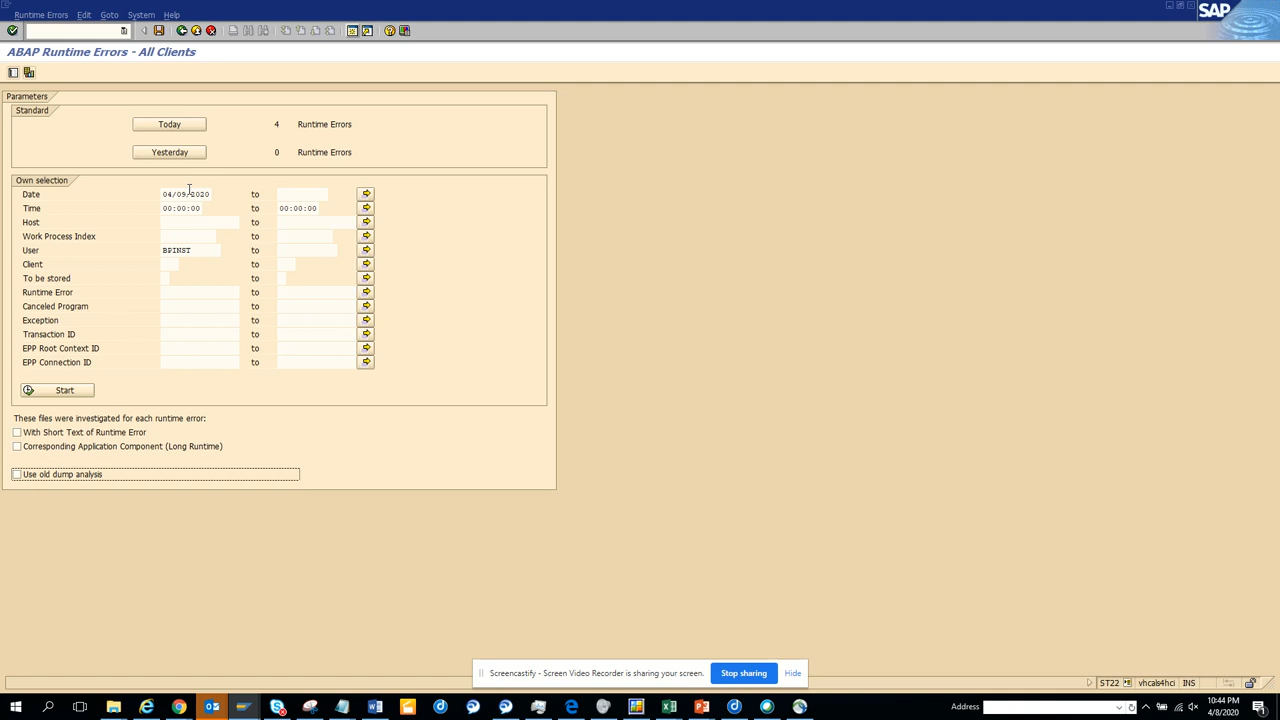 Runtime Errors Edit Goto System Help
SAP
ABAP Runtime Errors - All Clients
Parameters
Standard
Today 4 Runtime Errors
Yesterday 0 Runtime Errors
Own selection
Date 04/09/2020 to
Time 00:00:00 to 00:00:00
Host to
Work Process Index to
User BPINST to
Client to
To be stored to
Runtime Error to
Canceled Program to
Exception to
Transaction ID to
EPP Root Context ID to
EPP Connection ID to
Start
These files were investigated for each runtime error:
With Short Text of Runtime Error
Corresponding Application Component (Long Runtime)
Use old dump analysis
Screencastify - Screen Video Recorder is sharing your screen. Stop sharing Hide
ST22 vhcals4hci INS
Address
10:44 PM
4/8/2020